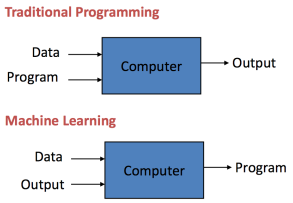 Traditional Programming
Data
Program
Computer
Output
Machine Learning
Data
Output
Computer
Program